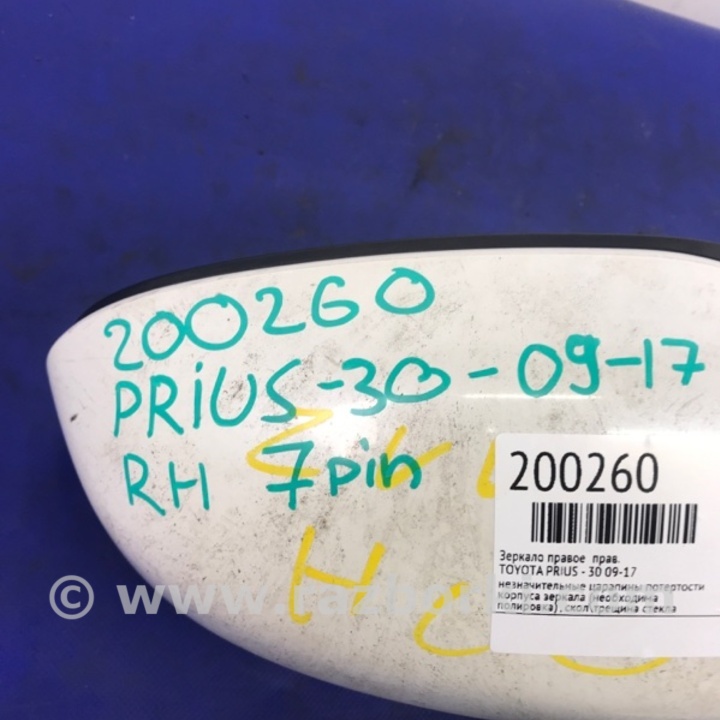 200260
PRiUS-30-09-17
RH 7pin
200260
Зеркало правое прав.
TOYOTA PRIUS - 30 09-17
незначительные царапины потертости
корпуса зеркала (необходима
полировка), скол\трещина стекла